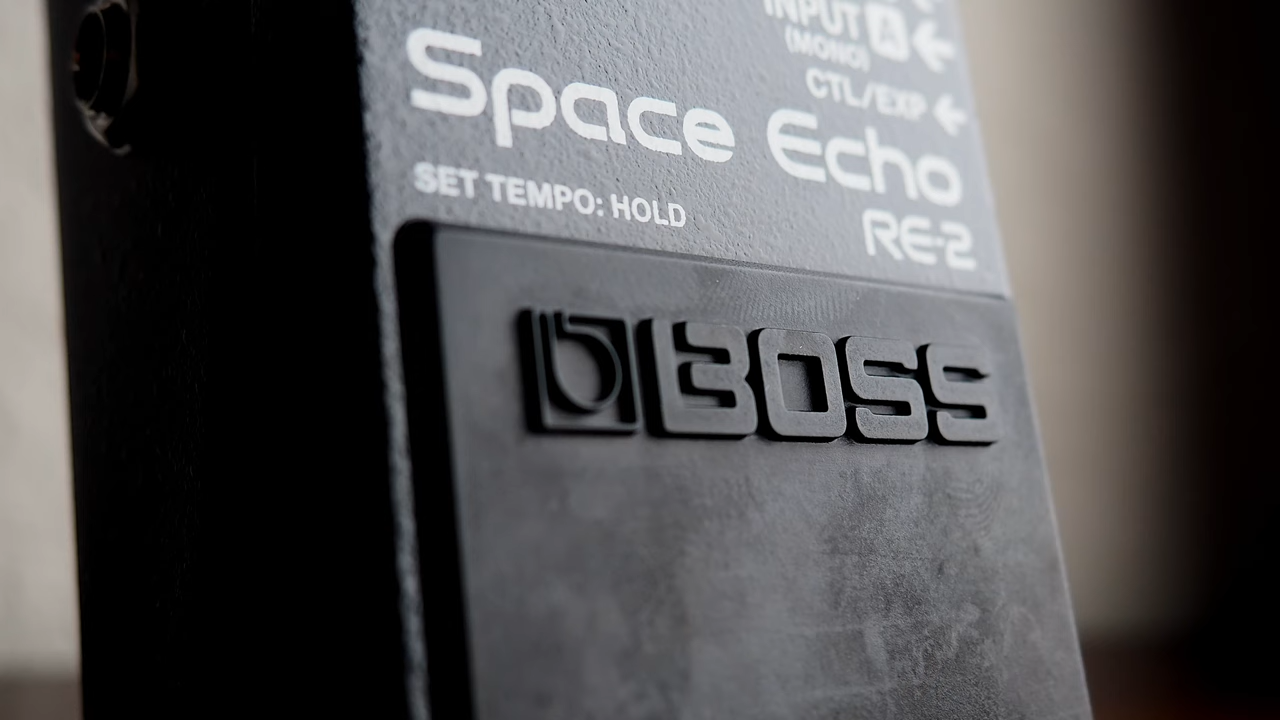 INPUT A
(MONO)
CTL/EXP
Space Echo
RE-2
SET TEMPO: HOLD
BOSS